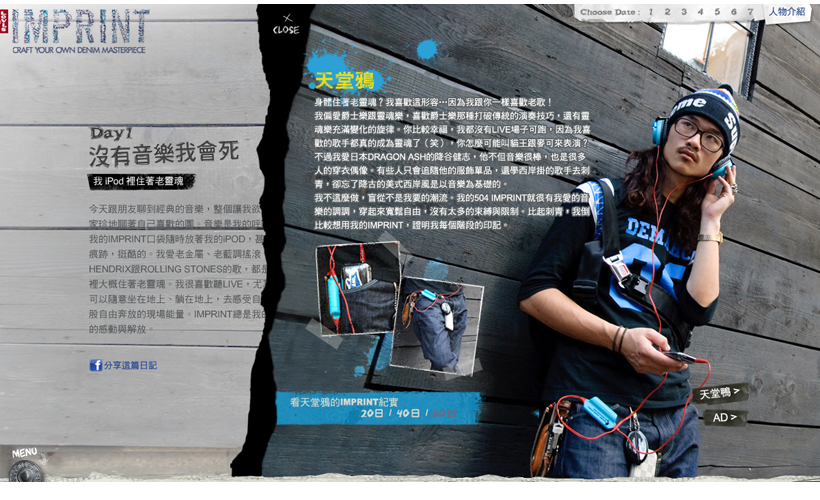 IMPRINT
CRAFT YOUR OWN DENIM MASTERPIECE
CLOSE
Choose Date: 1 2 3 4 5 6 7 人物介紹
Day1
沒有音樂我會死
我 iPod 裡住著老靈魂
今天跟朋友聊到經典的音樂，整個讓我欲
家珍地聊著自己喜歡的團。音樂是我的呼
我的IMPRINT口袋隨時放著我的iPOD，甚
痕跡，挺酷的。我愛老金屬、老藍調搖滾
HENDRIX跟ROLLING STONES的歌，都是
裡大概住著老靈魂。我很喜歡聽LIVE，尤
可以隨意坐在地上、躺在地上，去感受自
股自由奔放的現場能量。IMPRINT總是我的
的感動與解放。
分享這篇日記
天堂鴉
身體住著老靈魂？我喜歡這形容…因為我跟你一樣喜歡老歌！
我偏愛爵士樂跟靈魂樂，喜歡爵士樂那種打破傳統的演奏技巧，還有靈
魂樂充滿變化的旋律。你比較幸福，我都沒有LIVE場子可跑，因為我喜
歡的歌手都真的成為靈魂了（笑），你怎麼可能叫貓王跟麥可來表演？
不過我愛日本DRAGON ASH的降谷健志，他不但音樂很棒，也是很多
人的穿衣偶像。有些人只會追隨他的服飾單品，還學西岸掛的歌手去刺
青，卻忘了降古的美式西岸風是以音樂為基礎的。
我不這麼做，盲從不是我要的潮流。我的504 IMPRINT就很有我愛的音
樂的調調，穿起來寬鬆自由，沒有太多的束縛與限制。比起刺青，我倒
比較想用我的IMPRINT，證明我每個階段的印記。
看天堂鴉的IMPRINT紀實
20日 / 40日 /
天堂鴨 >
AD >
MENU